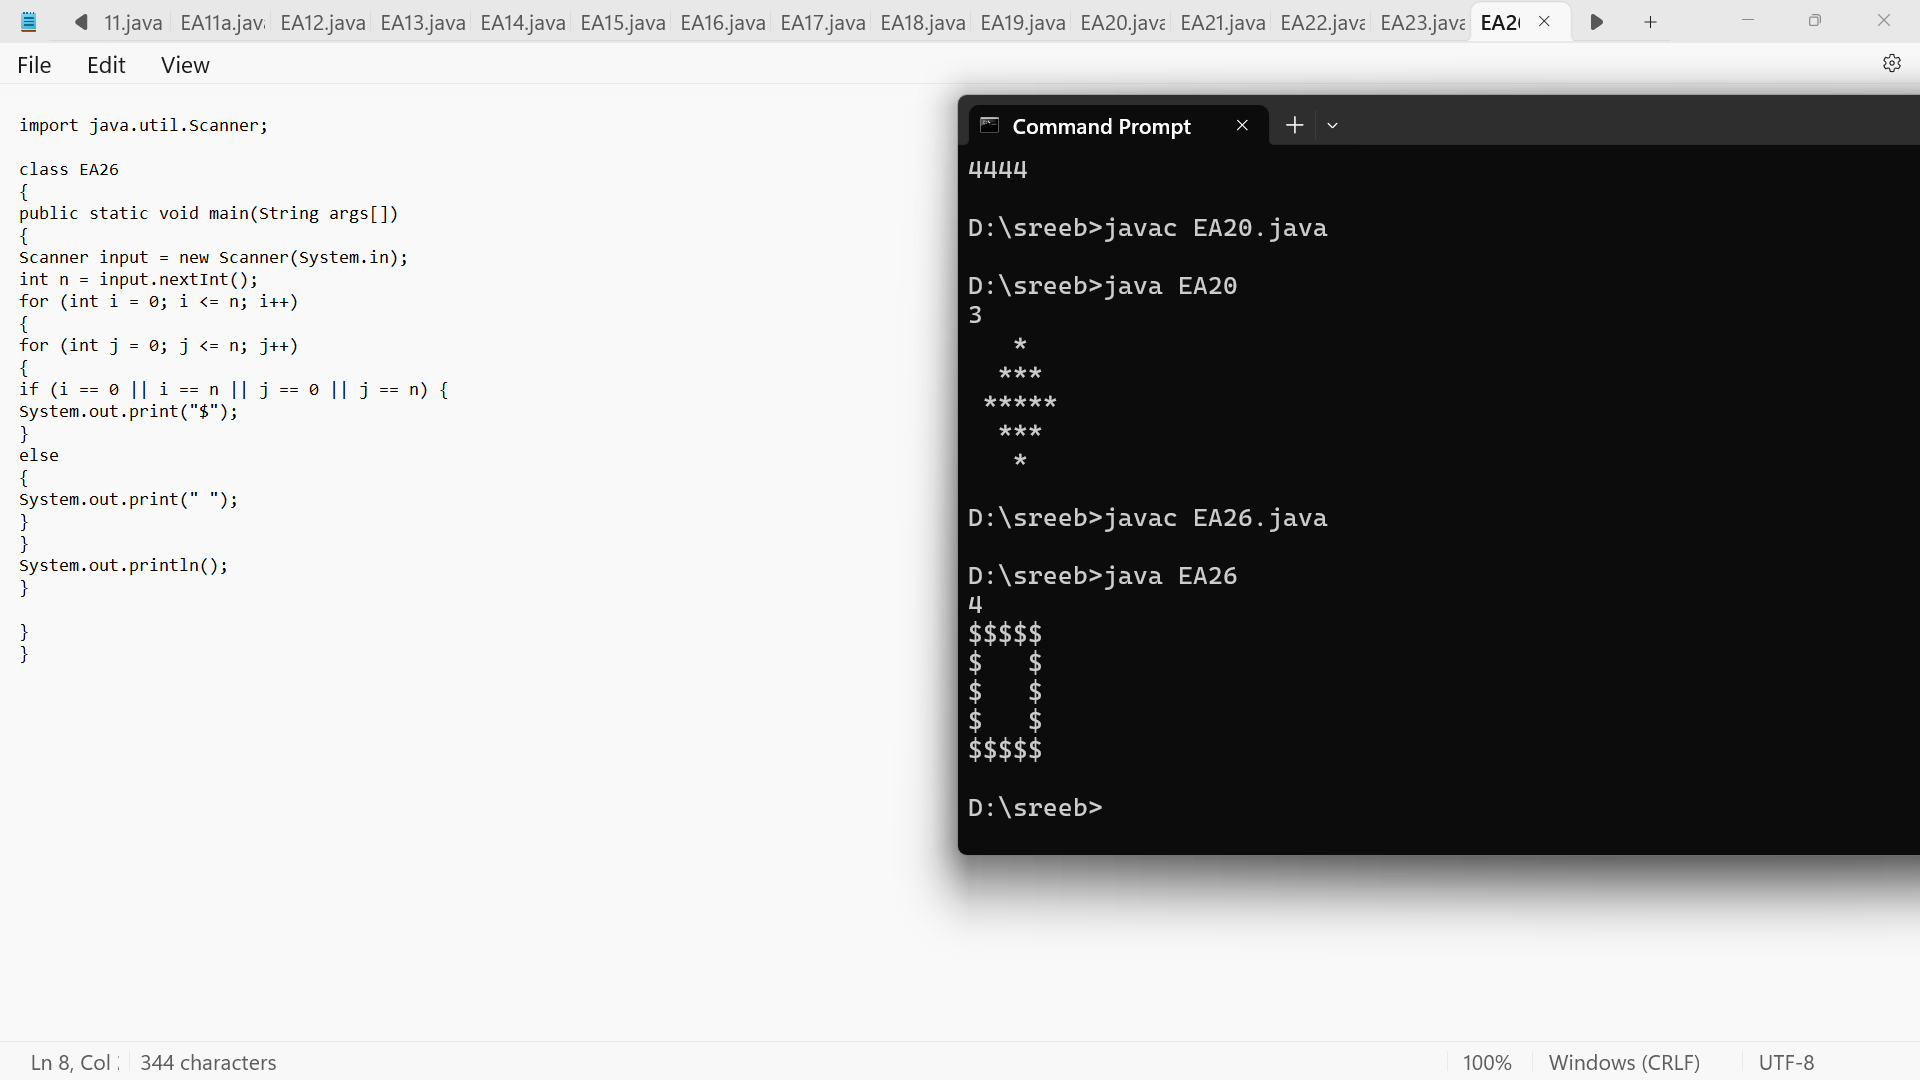 11.java EA11a.java EA12.java EA13.java EA14.java EA15.java EA16.java EA17.java EA18.java EA19.java EA20.java EA21.java EA22.java EA23.java EA26
File Edit View
import java.util.Scanner;
class EA26
{
public static void main(String args[])
{
Scanner input = new Scanner(System.in);
int n = input.nextInt();
for (int i = 0; i <= n; i++)
{
for (int j = 0; j <= n; j++)
{
if (i == 0 || i == n || j == 0 || j == n) {
System.out.print("$");
}
else
{
System.out.print(" ");
}
}
System.out.println();
}
}
}
Command Prompt
4444
D:\sreeb>javac EA20.java
D:\sreeb>java EA20
3
   *
  ***
 *****
  ***
   *
D:\sreeb>javac EA26.java
D:\sreeb>java EA26
4
$$$$$
$   $
$   $
$   $
$$$$$
D:\sreeb>
Ln 8, Col 344 characters 100% Windows (CRLF) UTF-8